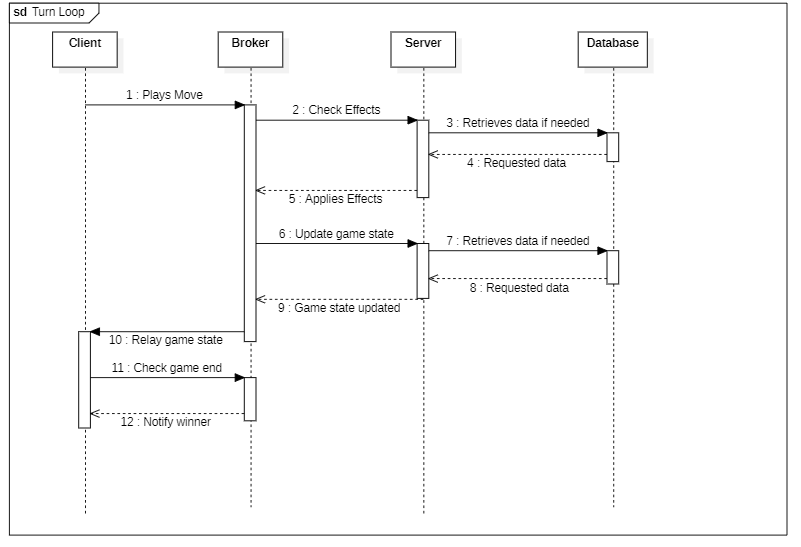 sd Turn Loop
Client
Broker
Server
Database
1 : Plays Move
2 : Check Effects
3 : Retrieves data if needed
4 : Requested data
5 : Applies Effects
6 : Update game state
7 : Retrieves data if needed
8 : Requested data
9 : Game state updated
10 : Relay game state
11 : Check game end
12 : Notify winner